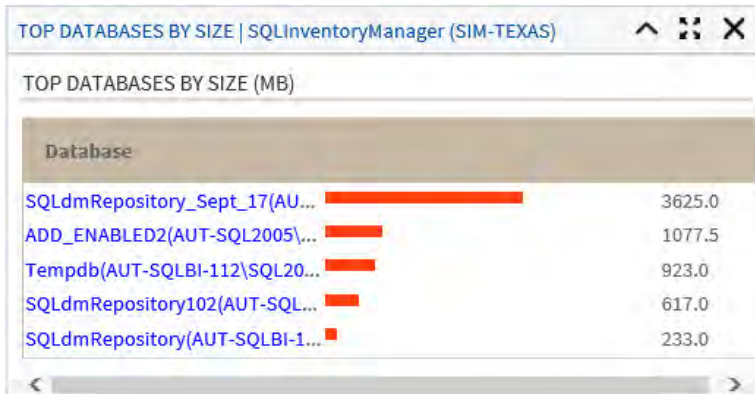 TOP DATABASES BY SIZE | SQLInventoryManager (SIM-TEXAS)
TOP DATABASES BY SIZE (MB)
Database
SQLdmRepository_Sept_17(AU... 3625.0
ADD_ENABLED2(AUT-SQL2005\... 1077.5
Tempdb(AUT-SQLBI-112\SQL20... 923.0
SQLdmRepository102(AUT-SQL... 617.0
SQLdmRepository(AUT-SQLBI-1... 233.0